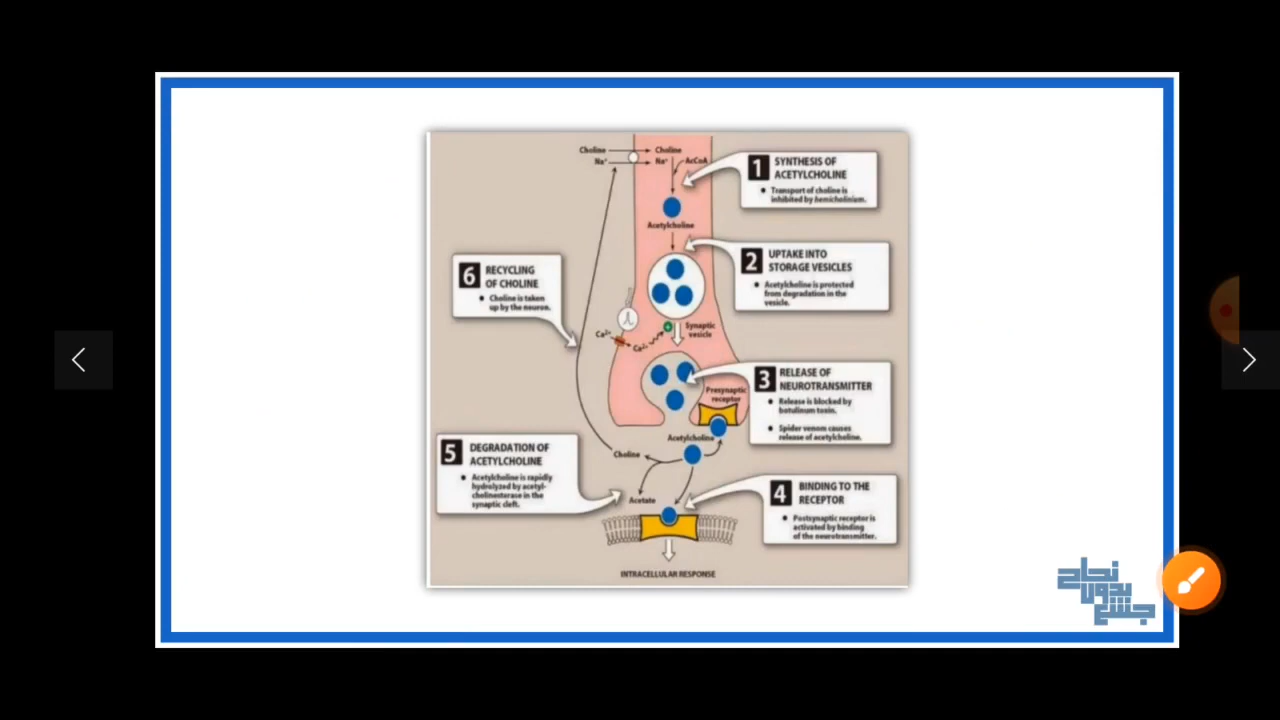 Choline
Choline
Na⁺
Na⁺
AcCoA
1
SYNTHESIS OF
ACETYLCHOLINE
• Transport of choline is
inhibited by hemicholinium.
Acetylcholine
2
UPTAKE INTO
STORAGE VESICLES
• Acetylcholine is protected
from degradation in the
vesicle.
6
RECYCLING
OF CHOLINE
• Choline is taken
up by the neuron.
Ca²⁺
Ca²⁺
+
Synaptic
vesicle
3
RELEASE OF
NEUROTRANSMITTER
• Release is blocked by
botulinum toxin.
• Spider venom causes
release of acetylcholine.
Presynaptic
receptor
Acetylcholine
5
DEGRADATION OF
ACETYLCHOLINE
• Acetylcholine is rapidly
hydrolyzed by acetyl-
cholinesterase in the
synaptic cleft.
Choline
Acetate
4
BINDING TO THE
RECEPTOR
• Postsynaptic receptor is
activated by binding
of the neurotransmitter.
INTRACELLULAR RESPONSE
نجاح
بدون
جشع